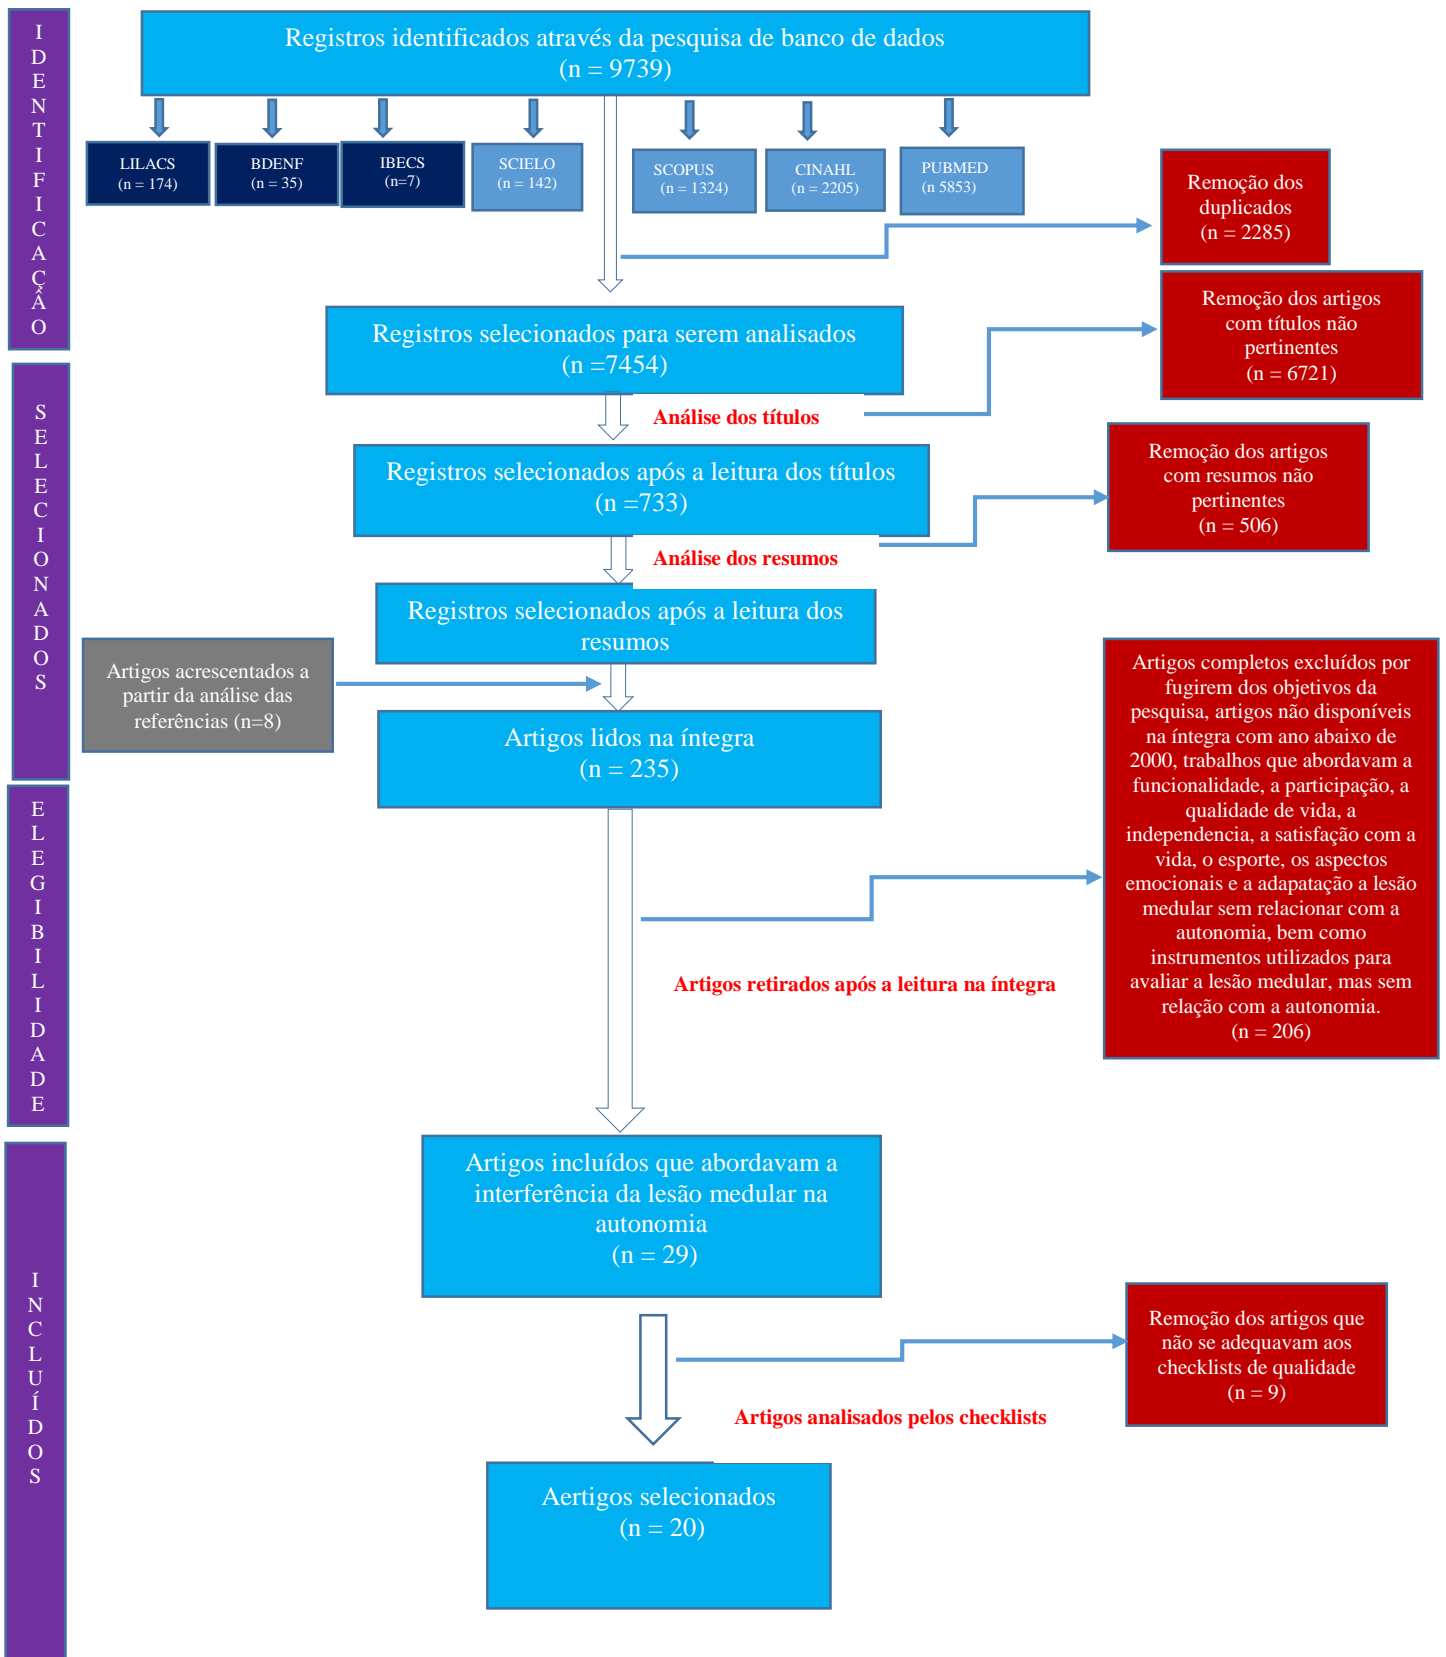 IDENTIFICAÇÃO
Registros identificados através da pesquisa de banco de dados
(n = 9739)
LILACS
(n = 174)
BDENF
(n = 35)
IBECS
(n=7)
SCIELO
(n = 142)
SCOPUS
(n = 1324)
CINAHL
(n = 2205)
PUBMED
(n 5853)
Remoção dos
duplicados
(n = 2285)
Registros selecionados para serem analisados
(n =7454)
Remoção dos artigos
com títulos não
pertinentes
(n = 6721)
SELECIONADOS
Análise dos títulos
Registros selecionados após a leitura dos títulos
(n =733)
Remoção dos artigos
com resumos não
pertinentes
(n = 506)
Análise dos resumos
Registros selecionados após a leitura dos
resumos
Artigos acrescentados a
partir da análise das
referências (n=8)
Artigos lidos na íntegra
(n = 235)
ELEGIBILIDADE
Artigos completos excluídos por
fugirem dos objetivos da
pesquisa, artigos não disponíveis
na íntegra com ano abaixo de
2000, trabalhos que abordavam a
funcionalidade, a participação, a
qualidade de vida, a
independencia, a satisfação com a
vida, o esporte, os aspectos
emocionais e a adapatação a lesão
medular sem relacionar com a
autonomia, bem como
instrumentos utilizados para
avaliar a lesão medular, mas sem
relação com a autonomia.
(n = 206)
Artigos retirados após a leitura na íntegra
INCLUÍDOS
Artigos incluídos que abordavam a
interferência da lesão medular na
autonomia
(n = 29)
Remoção dos artigos que
não se adequavam aos
checklists de qualidade
(n = 9)
Artigos analisados pelos checklists
Aertigos selecionados
(n = 20)